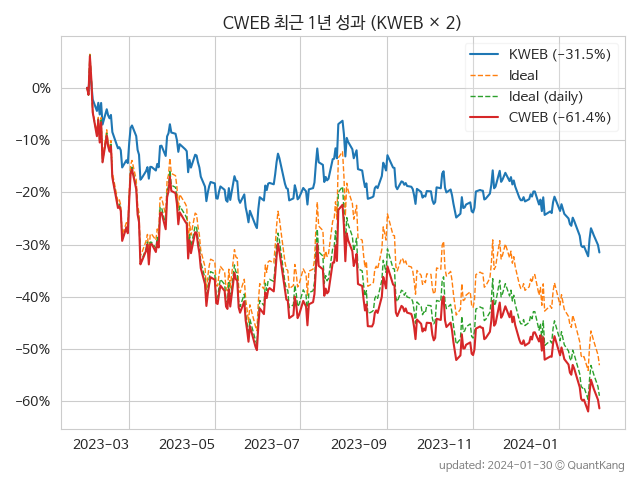 CWEB 최근 1년 성과 (KWEB × 2)
KWEB (−31.5%)
Ideal
Ideal (daily)
CWEB (−61.4%)
0%
−10%
−20%
−30%
−40%
−50%
−60%
2023-03
2023-05
2023-07
2023-09
2023-11
2024-01
updated: 2024-01-30 © QuantKang